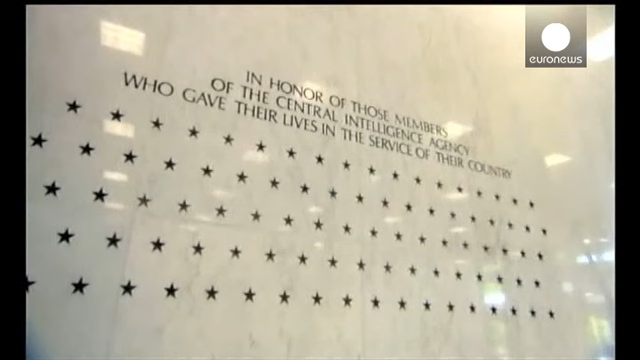 euronews
IN HONOR OF THOSE MEMBERS
OF THE CENTRAL INTELLIGENCE AGENCY
WHO GAVE THEIR LIVES IN THE SERVICE OF THEIR COUNTRY